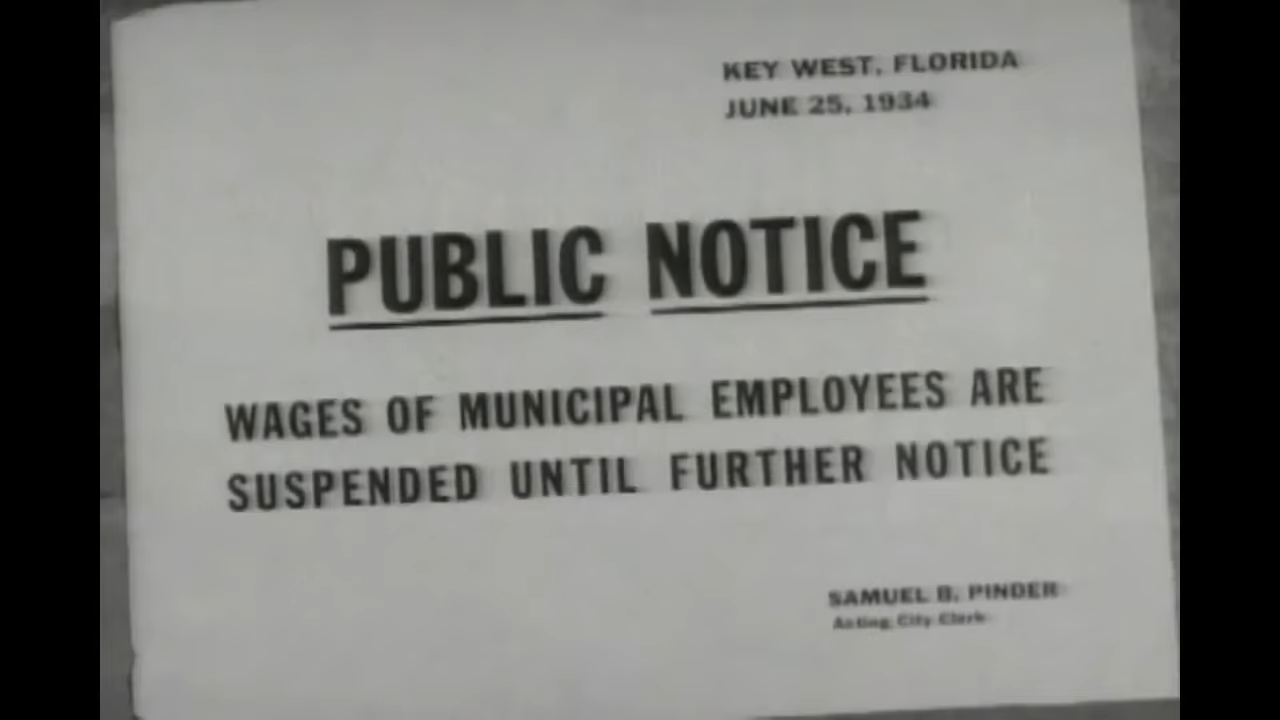 KEY WEST, FLORIDA
JUNE 25, 1934
PUBLIC NOTICE
WAGES OF MUNICIPAL EMPLOYEES ARE
SUSPENDED UNTIL FURTHER NOTICE
SAMUEL B. PINDER
Acting City Clerk